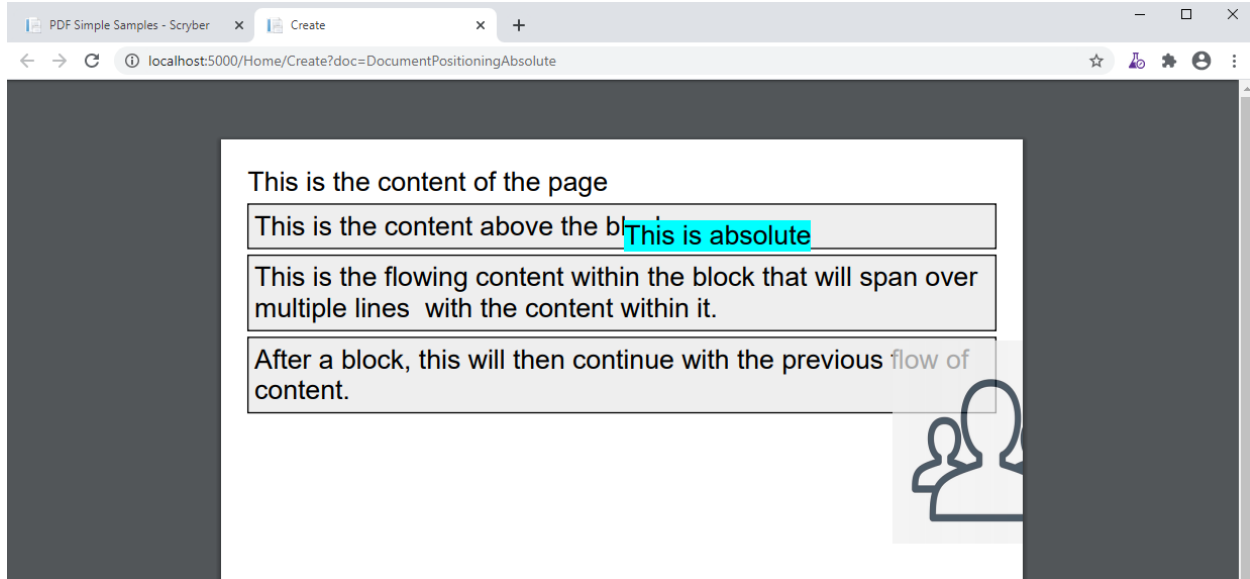 PDF Simple Samples - Scryber
Create
localhost:5000/Home/Create?doc=DocumentPositioningAbsolute
This is the content of the page
This is the content above the
This is absolute
This is the flowing content within the block that will span over
multiple lines  with the content within it.
After a block, this will then continue with the previous flow of
content.